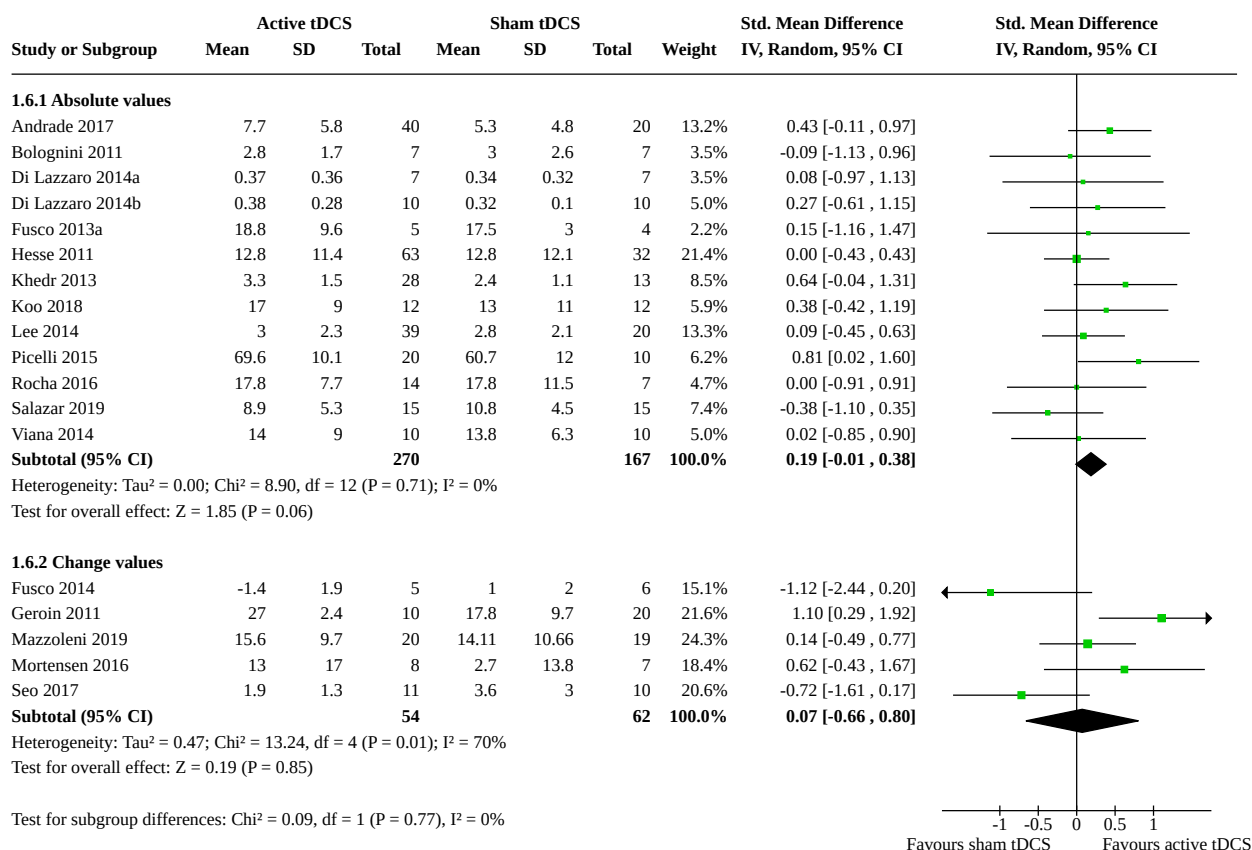 Active tDCS Sham tDCS Std. Mean Difference Std. Mean Difference
Study or Subgroup Mean SD Total Mean SD Total Weight IV, Random, 95% CI IV, Random, 95% CI
1.6.1 Absolute values
Andrade 2017 7.7 5.8 40 5.3 4.8 20 13.2% 0.43 [-0.11 , 0.97]
Bolognini 2011 2.8 1.7 7 3 2.6 7 3.5% -0.09 [-1.13 , 0.96]
Di Lazzaro 2014a 0.37 0.36 7 0.34 0.32 7 3.5% 0.08 [-0.97 , 1.13]
Di Lazzaro 2014b 0.38 0.28 10 0.32 0.1 10 5.0% 0.27 [-0.61 , 1.15]
Fusco 2013a 18.8 9.6 5 17.5 3 4 2.2% 0.15 [-1.16 , 1.47]
Hesse 2011 12.8 11.4 63 12.8 12.1 32 21.4% 0.00 [-0.43 , 0.43]
Khedr 2013 3.3 1.5 28 2.4 1.1 13 8.5% 0.64 [-0.04 , 1.31]
Koo 2018 17 9 12 13 11 12 5.9% 0.38 [-0.42 , 1.19]
Lee 2014 3 2.3 39 2.8 2.1 20 13.3% 0.09 [-0.45 , 0.63]
Picelli 2015 69.6 10.1 20 60.7 12 10 6.2% 0.81 [0.02 , 1.60]
Rocha 2016 17.8 7.7 14 17.8 11.5 7 4.7% 0.00 [-0.91 , 0.91]
Salazar 2019 8.9 5.3 15 10.8 4.5 15 7.4% -0.38 [-1.10 , 0.35]
Viana 2014 14 9 10 13.8 6.3 10 5.0% 0.02 [-0.85 , 0.90]
Subtotal (95% CI) 270 167 100.0% 0.19 [-0.01 , 0.38]
Heterogeneity: Tau² = 0.00; Chi² = 8.90, df = 12 (P = 0.71); I² = 0%
Test for overall effect: Z = 1.85 (P = 0.06)
1.6.2 Change values
Fusco 2014 -1.4 1.9 5 1 2 6 15.1% -1.12 [-2.44 , 0.20]
Geroin 2011 27 2.4 10 17.8 9.7 20 21.6% 1.10 [0.29 , 1.92]
Mazzoleni 2019 15.6 9.7 20 14.11 10.66 19 24.3% 0.14 [-0.49 , 0.77]
Mortensen 2016 13 17 8 2.7 13.8 7 18.4% 0.62 [-0.43 , 1.67]
Seo 2017 1.9 1.3 11 3.6 3 10 20.6% -0.72 [-1.61 , 0.17]
Subtotal (95% CI) 54 62 100.0% 0.07 [-0.66 , 0.80]
Heterogeneity: Tau² = 0.47; Chi² = 13.24, df = 4 (P = 0.01); I² = 70%
Test for overall effect: Z = 0.19 (P = 0.85)
Test for subgroup differences: Chi² = 0.09, df = 1 (P = 0.77), I² = 0%
-1 -0.5 0 0.5 1
Favours sham tDCS Favours active tDCS